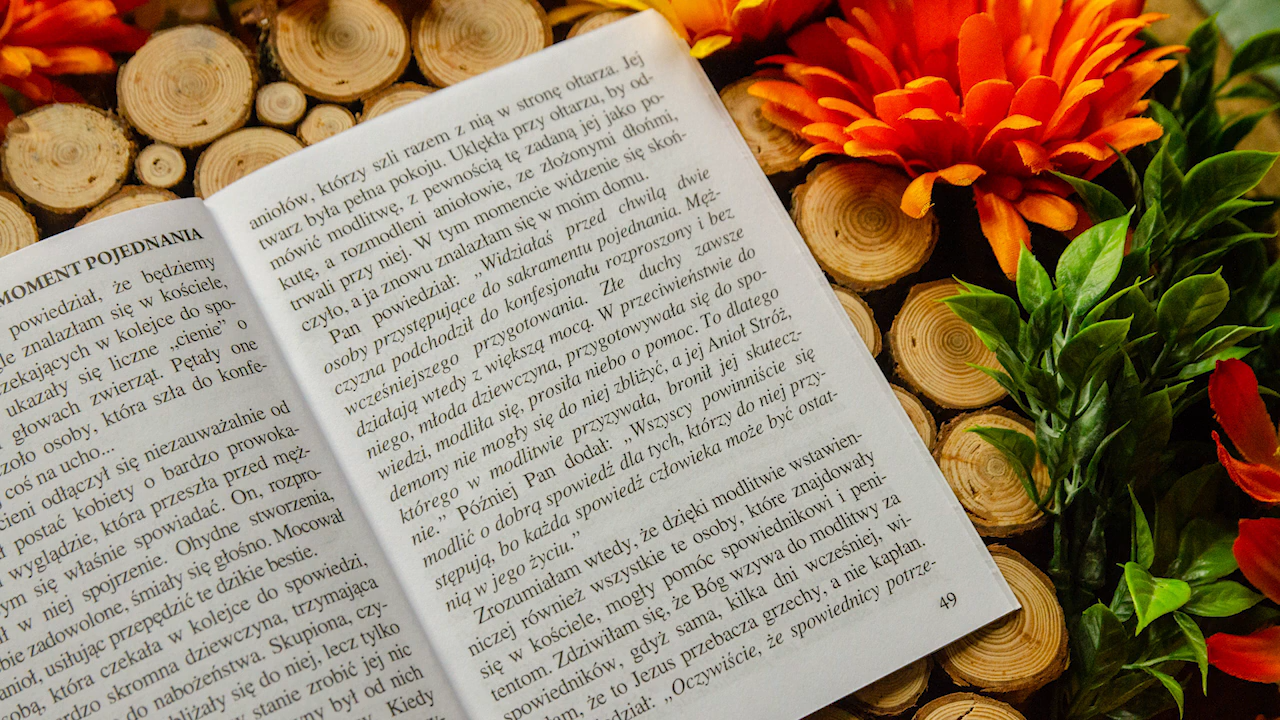 MOMENT POJEDNANIA
powiedział, że będziemy
znalazłam się w kościele,
czekających w kolejce do spo-
ukazały się liczne „cienie” o
głowach zwierząt. Pętały one
osoby, która szła do konfe-
coś na ucho...
cieni odłączył się niezauważalnie od
postać kobiety o bardzo prowoka-
wyglądzie, która przeszła przed męż-
się właśnie spowiadać. On, rozpro-
w niej spojrzenie. Ohydne stworzenia,
zadowolone, śmiały się głośno. Mocował
usiłując przepędzić te dzikie bestie.
która czekała w kolejce do spowiedzi,
skromna dziewczyna, trzymająca
do nabożeństwa. Skupiona, czy-
się do niej, lecz tylko
stanie zrobić jej nic
był od nich
Kiedy
aniołów, którzy szli razem z nią w stronę ołtarza. Jej
twarz była pełna pokoju. Uklękła przy ołtarzu, by od-
mówić modlitwę, z pewnością tę zadaną jej jako po-
kutę, a rozmodleni aniołowie, ze złożonymi dłońmi,
trwali przy niej. W tym momencie widzenie się skoń-
czyło, a ja znowu znalazłam się w moim domu.
Pan powiedział: „Widziałaś przed chwilą dwie
osoby przystępujące do sakramentu pojednania. Męż-
czyzna podchodził do konfesjonału rozproszony i bez
wcześniejszego przygotowania. Złe duchy zawsze
działają wtedy z większą mocą. W przeciwieństwie do
niego, młoda dziewczyna, przygotowywała się do spo-
wiedzi, modliła się, prosiła niebo o pomoc. To dlatego
demony nie mogły się do niej zbliżyć, a jej Anioł Stróż,
którego w modlitwie przyzywała, bronił jej skutecz-
nie.” Później Pan dodał: „Wszyscy powinniście się
modlić o dobrą spowiedź dla tych, którzy do niej przy-
stępują, bo każda spowiedź człowieka może być ostat-
nią w jego życiu.”
Zrozumiałam wtedy, że dzięki modlitwie wstawien-
niczej również wszystkie te osoby, które znajdowały
się w kościele, mogły pomóc spowiednikowi i peni-
tentom. Zdziwiłam się, że Bóg wzywa do modlitwy za
spowiedników, gdyż sama, kilka dni wcześniej, wi-
że to Jezus przebacza grzechy, a nie kapłan.
„Oczywiście, że spowiednicy potrze-
49